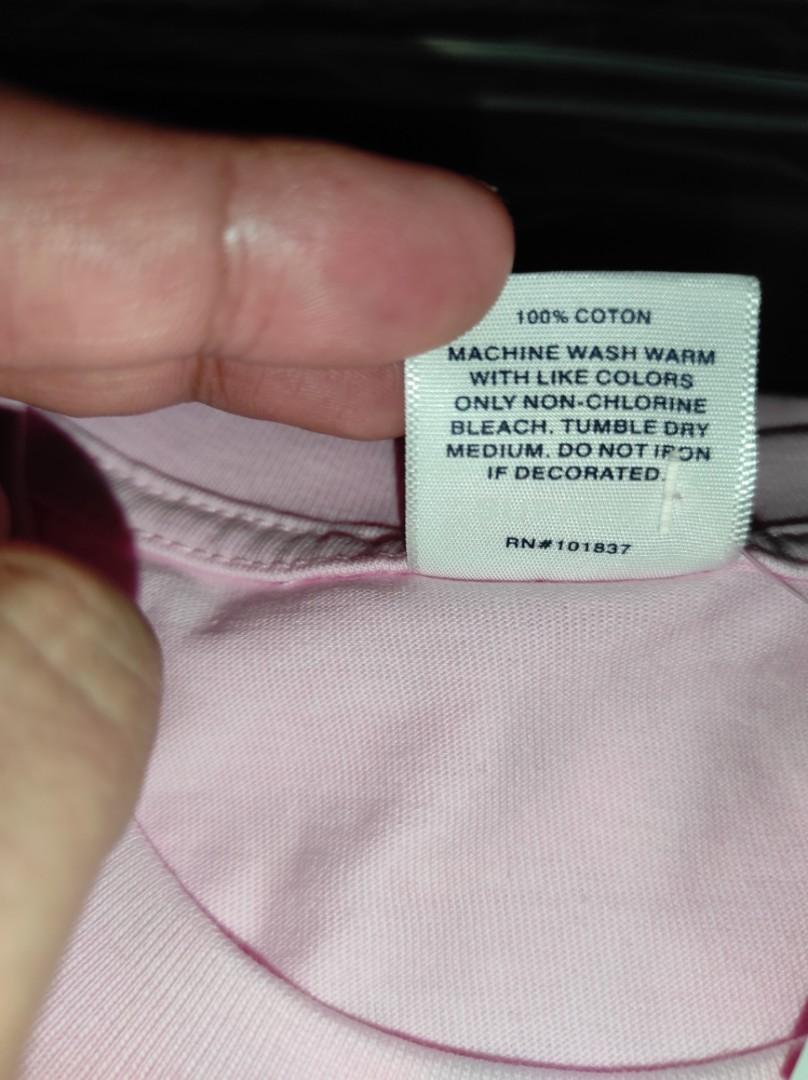 100% COTON
MACHINE WASH WARM
WITH LIKE COLORS
ONLY NON-CHLORINE
BLEACH. TUMBLE DRY
MEDIUM. DO NOT IRON
IF DECORATED.
RN#101837